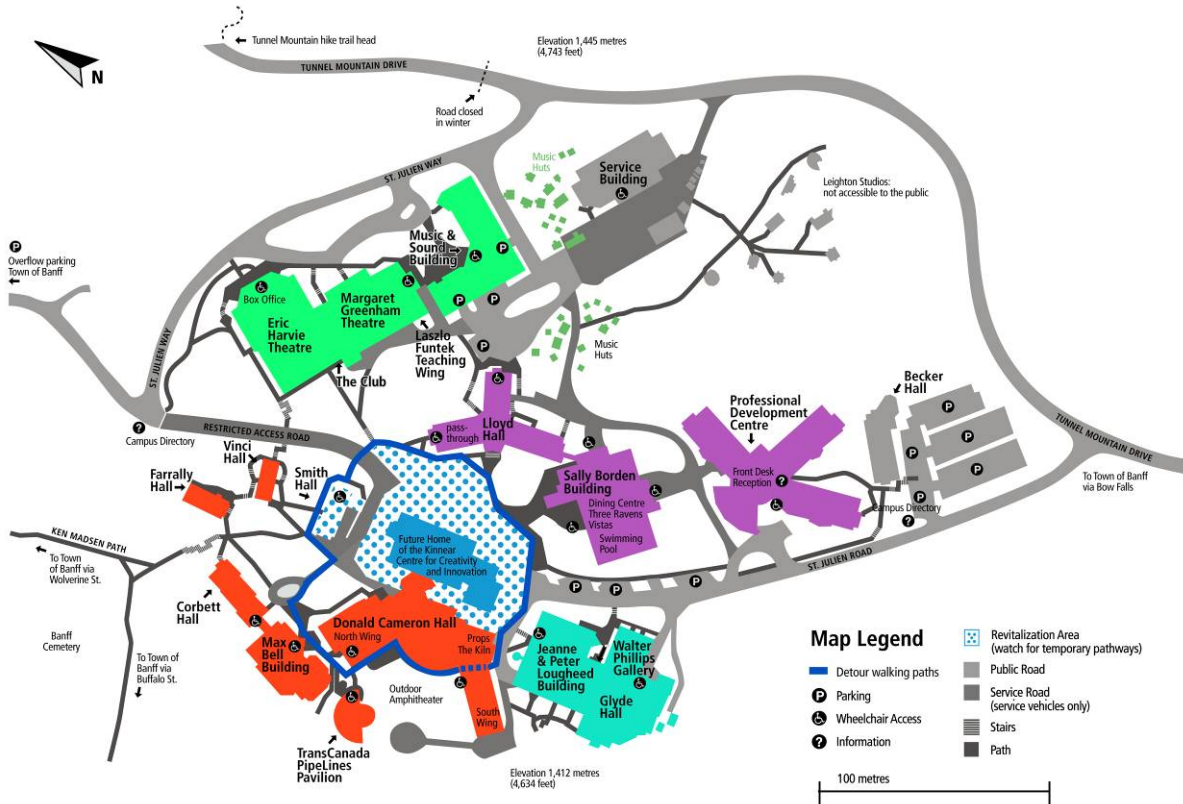 Tunnel Mountain hike trail head
Elevation 1,445 metres
(4,743 feet)
TUNNEL MOUNTAIN DRIVE
N
Road closed
in winter
ST. JULIEN WAY
Music
Huts
Service
Building
Leighton Studios:
not accessible to the public
P
Overflow parking
Town of Banff
Music &
Sound
Building
P
Box Office
Margaret
Greenham
Theatre
P
P
Eric
Harvie
Theatre
Laszlo
Funtek
Teaching
Wing
P
Music
Huts
ST. JULIEN WAY
The Club
Becker
Hall
Professional
Development
Centre
P
P
P
P
P
TUNNEL MOUNTAIN DRIVE
?
Campus Directory
RESTRICTED ACCESS ROAD
pass-
through
Lloyd
Hall
Vinci
Hall
Farrally
Hall
Smith
Hall
Sally Borden
Building
Dining Centre
Three Ravens
Vistas
Swimming
Pool
Front Desk
Reception
?
Campus Directory
?
To Town of Banff
via Bow Falls
KEN MADSEN PATH
To Town
of Banff via
Wolverine St.
Future Home
of the Kinnear
Centre for Creativity
and Innovation
ST. JULIEN ROAD
P
P
P
Corbett
Hall
Donald Cameron Hall
North Wing
Props
The Kiln
Max
Bell
Building
Banff
Cemetery
To Town of
Banff via
Buffalo St.
Jeanne
& Peter
Lougheed
Building
Walter
Phillips
Gallery
Glyde
Hall
Outdoor
Amphitheater
South
Wing
TransCanada
PipeLines
Pavilion
Elevation 1,412 metres
(4,634 feet)
Map Legend
Detour walking paths
P Parking
Wheelchair Access
? Information
Revitalization Area
(watch for temporary pathways)
Public Road
Service Road
(service vehicles only)
Stairs
Path
100 metres